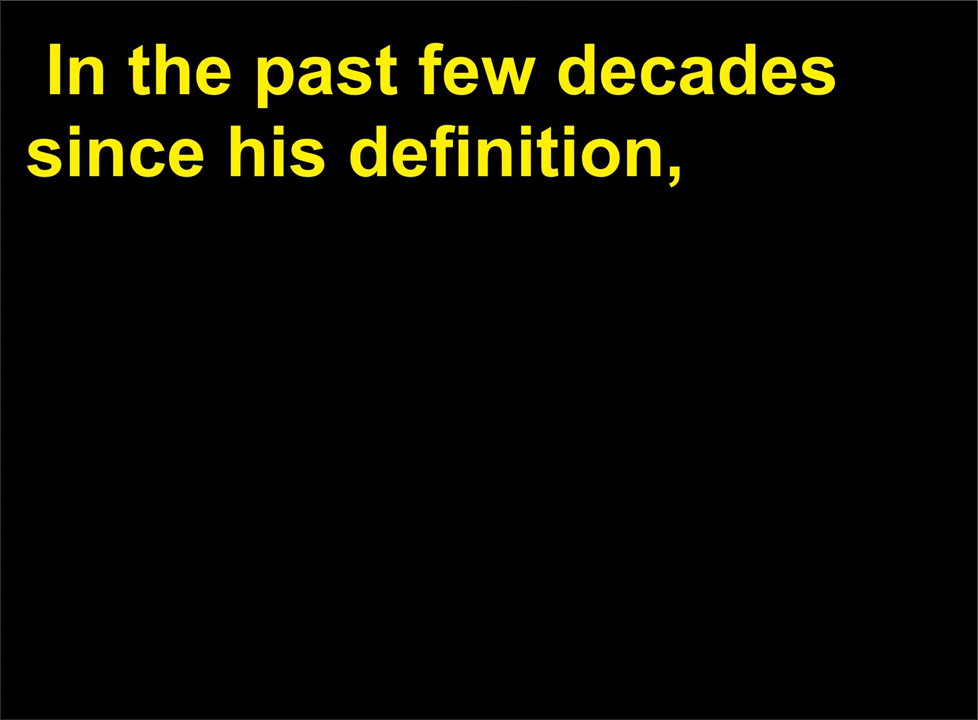 In the past few decades
since his definition,